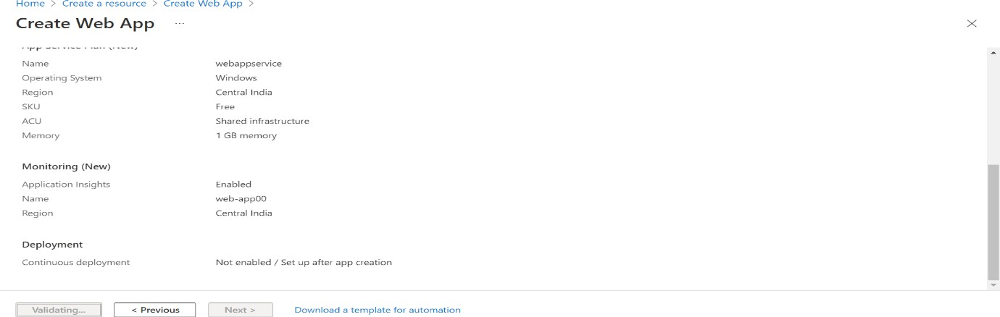 Home > Create a resource > Create Web App >
Create Web App ...
App Service Plan (New)
Name webappservice
Operating System Windows
Region Central India
SKU Free
ACU Shared infrastructure
Memory 1 GB memory
Monitoring (New)
Application Insights Enabled
Name web-app00
Region Central India
Deployment
Continuous deployment Not enabled / Set up after app creation
Validating... < Previous Next > Download a template for automation